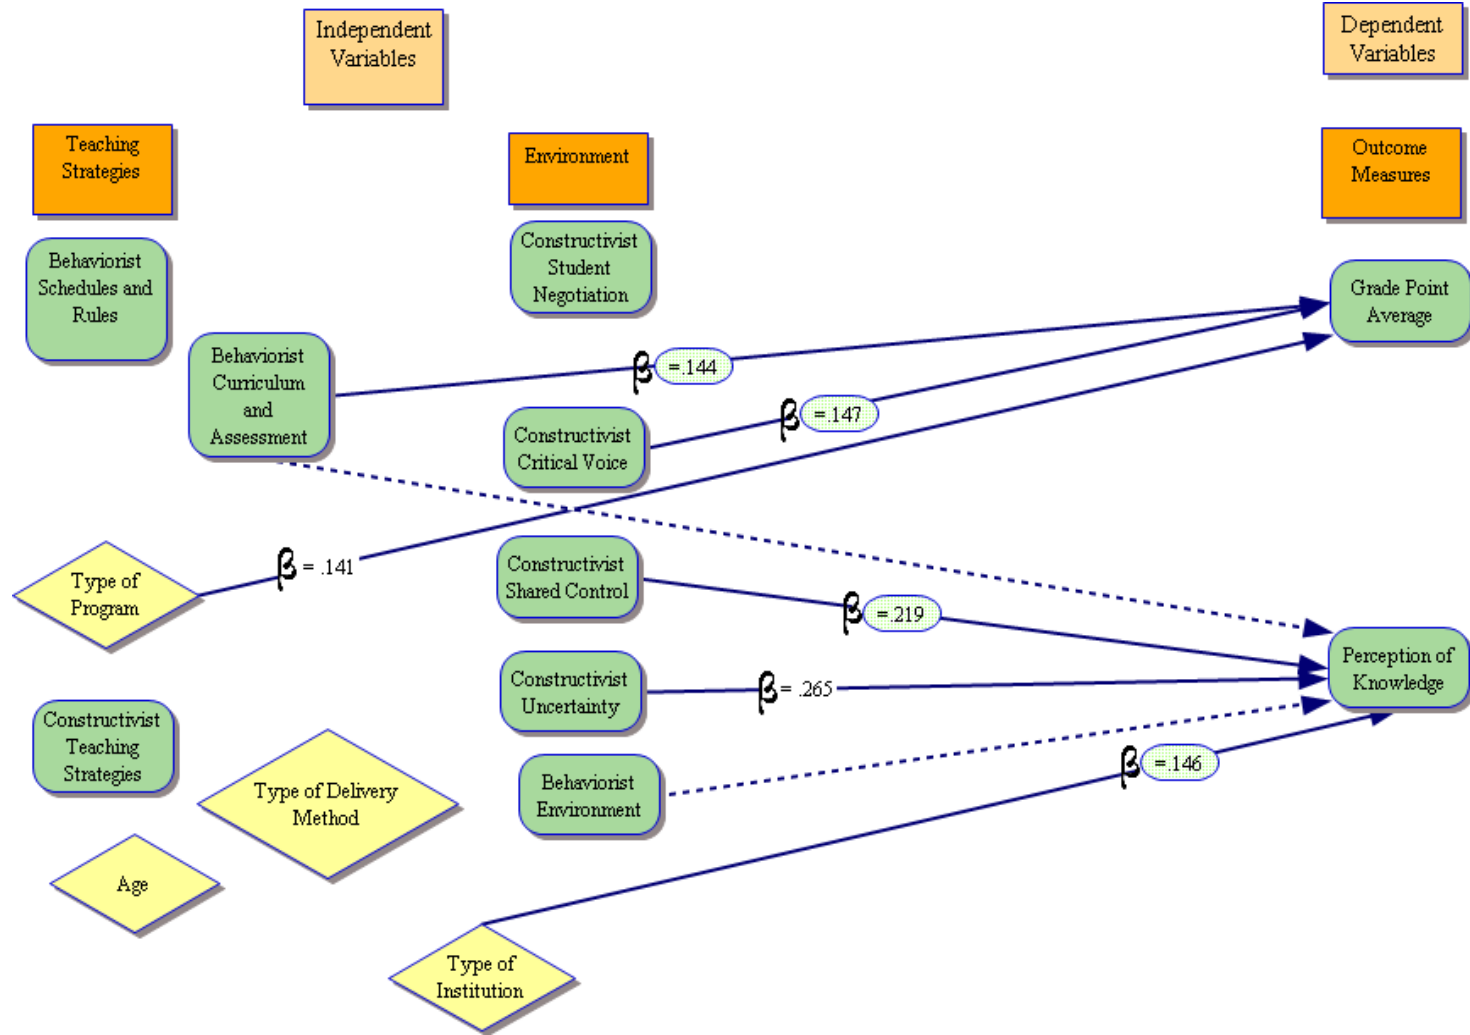 Independent
Variables
Dependent
Variables
Teaching
Strategies
Environment
Outcome
Measures
Behaviorist
Schedules and
Rules
Constructivist
Student
Negotiation
Grade Point
Average
Behaviorist
Curriculum
and
Assessment
β =.144
β =.147
Constructivist
Critical Voice
Type of
Program
β = .141
Constructivist
Shared Control
β =.219
Constructivist
Uncertainty
β = .265
Perception of
Knowledge
Constructivist
Teaching
Strategies
Type of Delivery
Method
Behaviorist
Environment
β =.146
Age
Type of
Institution